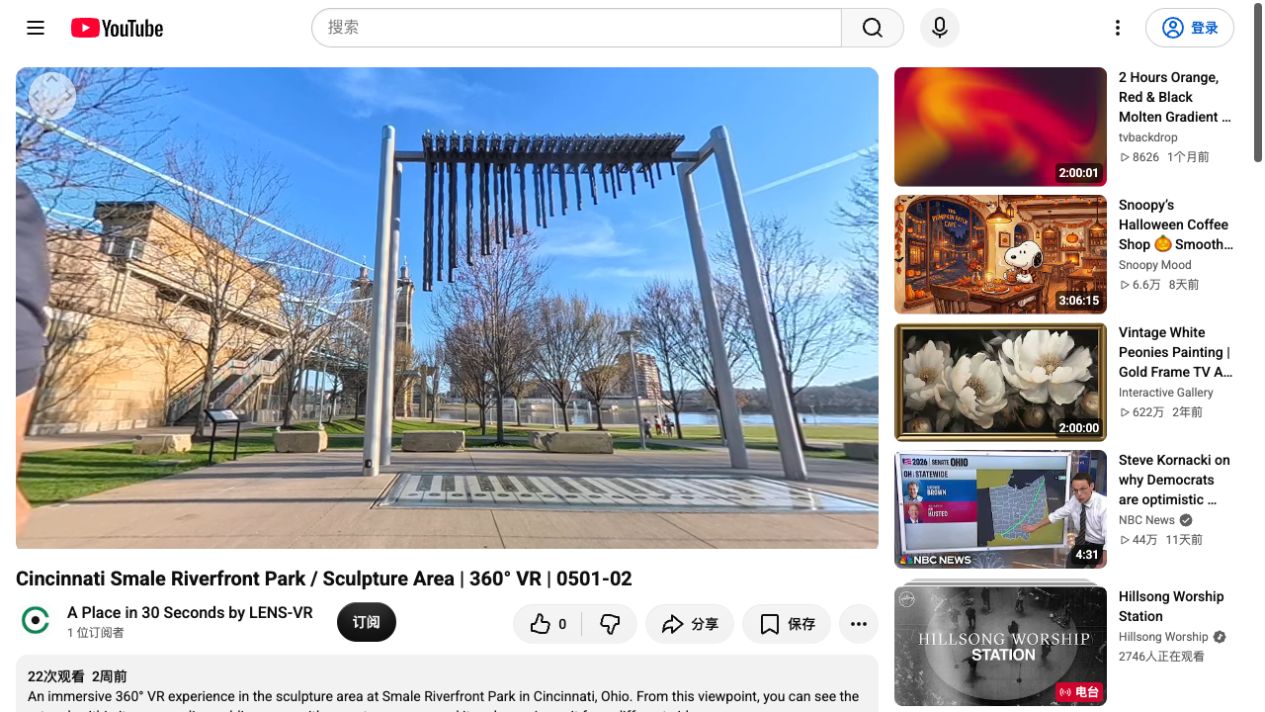 YouTube
搜索
登录
Cincinnati Smale Riverfront Park / Sculpture Area | 360° VR | 0501-02
A Place in 30 Seconds by LENS-VR
1 位订阅者
订阅
0
分享
保存
22次观看 2周前
An immersive 360° VR experience in the sculpture area at Smale Riverfront Park in Cincinnati, Ohio. From this viewpoint, you can see the
2:00:01
2 Hours Orange,
Red & Black
Molten Gradient ...
tvbackdrop
8626 1个月前
THE PUMPKIN PATCH CAFE
3:06:15
Snoopy’s
Halloween Coffee
Shop 🎃 Smooth...
Snoopy Mood
6.6万 8天前
2:00:00
Vintage White
Peonies Painting |
Gold Frame TV A...
Interactive Gallery
622万 2年前
2026 SENATE OHIO
OH: STATEWIDE
BROWN
HUSTED
NBC NEWS
4:31
Steve Kornacki on
why Democrats
are optimistic ...
NBC News
44万 11天前
HILLSONG WORSHIP
STATION
电台
Hillsong Worship
Station
Hillsong Worship
2746人正在观看